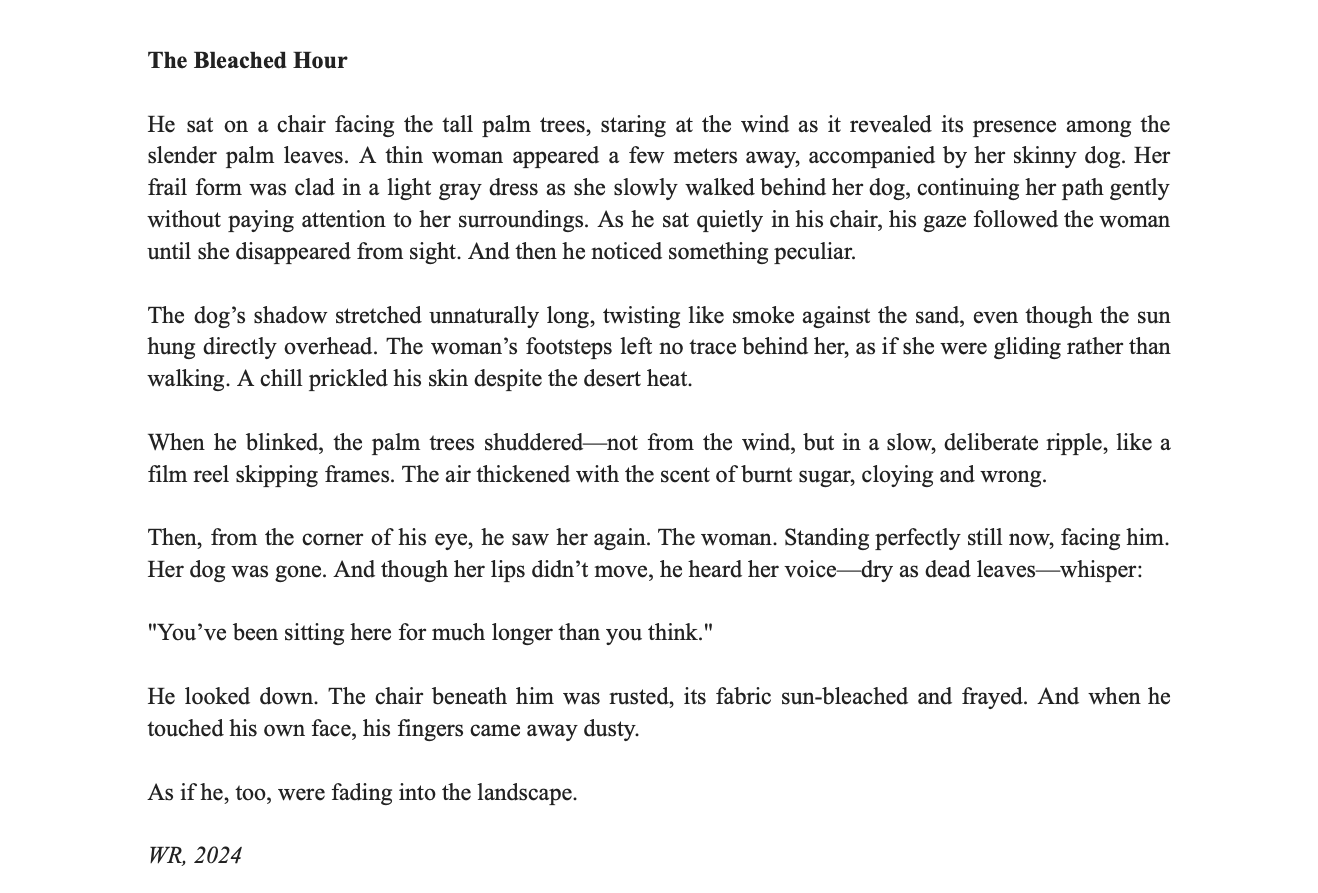 The Bleached Hour
He sat on a chair facing the tall palm trees, staring at the wind as it revealed its presence among the
slender palm leaves. A thin woman appeared a few meters away, accompanied by her skinny dog. Her
frail form was clad in a light gray dress as she slowly walked behind her dog, continuing her path gently
without paying attention to her surroundings. As he sat quietly in his chair, his gaze followed the woman
until she disappeared from sight. And then he noticed something peculiar.
The dog’s shadow stretched unnaturally long, twisting like smoke against the sand, even though the sun
hung directly overhead. The woman’s footsteps left no trace behind her, as if she were gliding rather than
walking. A chill prickled his skin despite the desert heat.
When he blinked, the palm trees shuddered—not from the wind, but in a slow, deliberate ripple, like a
film reel skipping frames. The air thickened with the scent of burnt sugar, cloying and wrong.
Then, from the corner of his eye, he saw her again. The woman. Standing perfectly still now, facing him.
Her dog was gone. And though her lips didn’t move, he heard her voice—dry as dead leaves—whisper:
"You’ve been sitting here for much longer than you think."
He looked down. The chair beneath him was rusted, its fabric sun-bleached and frayed. And when he
touched his own face, his fingers came away dusty.
As if he, too, were fading into the landscape.
WR, 2024